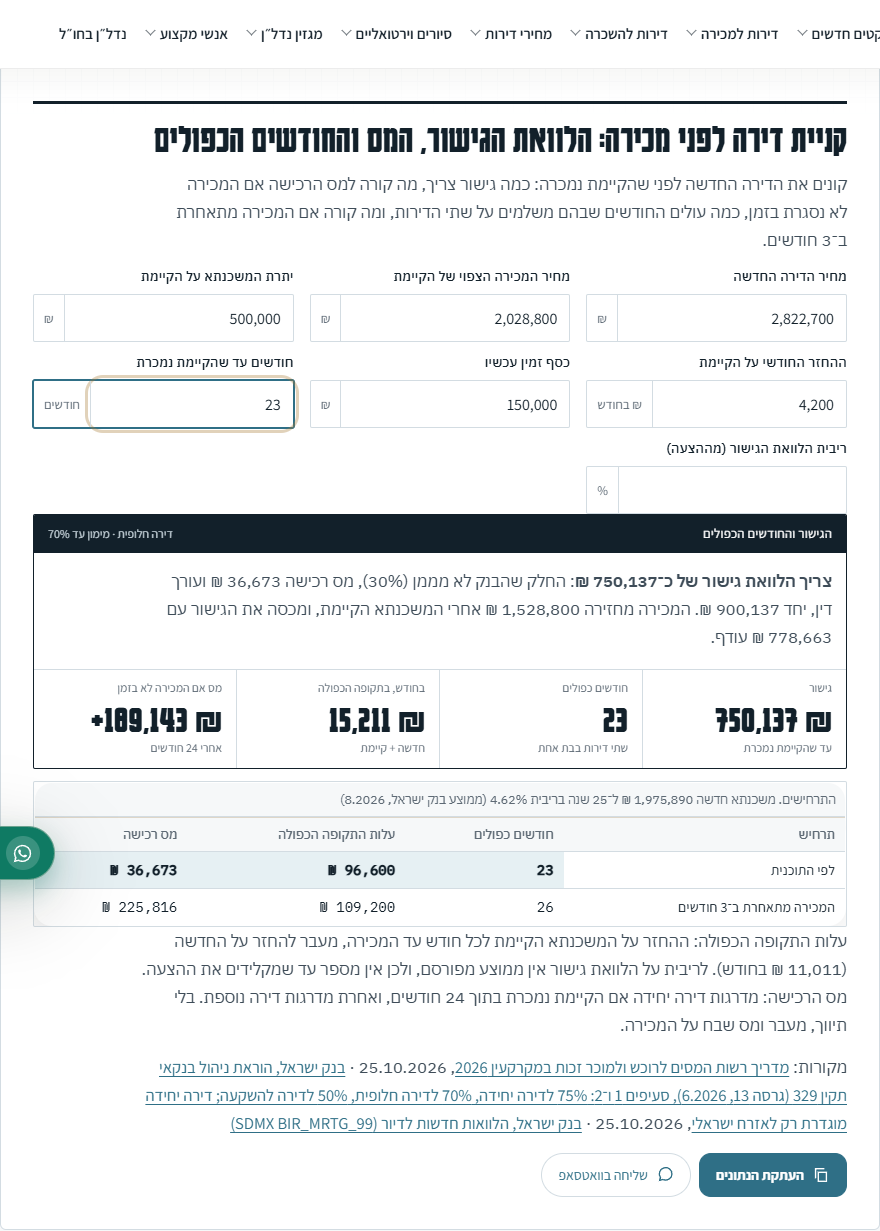 קטים חדשים דירות למכירה דירות להשכרה מחירי דירות סיורים וירטואליים מגזין נדל״ן אנשי מקצוע נדל״ן בחו״ל
קניית דירה לפני מכירה: הלוואת הגישור, המס והחודשים הכפולים
קונים את הדירה החדשה לפני שהקיימת נמכרה: כמה גישור צריך, מה קורה למס הרכישה אם המכירה
לא נסגרת בזמן, כמה עולים החודשים שבהם משלמים על שתי הדירות, ומה קורה אם המכירה מתאחרת
ב־3 חודשים.
מחיר הדירה החדשה מחיר המכירה הצפוי של הקיימת יתרת המשכנתא על הקיימת
2,822,700 ₪ 2,028,800 ₪ 500,000 ₪
ההחזר החודשי על הקיימת כסף זמין עכשיו חודשים עד שהקיימת נמכרת
4,200 ₪ בחודש 150,000 ₪ 23 חודשים
ריבית הלוואת הגישור (מההצעה)
%
הגישור והחודשים הכפולים דירה חלופית · מימון עד 70%
צריך הלוואת גישור של כ־750,137 ₪: החלק שהבנק לא מממן (30%), מס רכישה 36,673 ₪ ועורך
דין, יחד 900,137 ₪. המכירה מחזירה 1,528,800 ₪ אחרי המשכנתא הקיימת, ומכסה את הגישור עם
778,663 ₪ עודף.
גישור חודשים כפולים בחודש, בתקופה הכפולה מס אם המכירה לא בזמן
750,137 ₪ 23 15,211 ₪ +189,143 ₪
עד שהקיימת נמכרת שתי דירות בבת אחת חדשה + קיימת אחרי 24 חודשים
התרחישים. משכנתא חדשה 1,975,890 ₪ ל־25 שנה בריבית 4.62% (ממוצע בנק ישראל, 8.2026)
תרחיש חודשים כפולים עלות התקופה הכפולה מס רכישה
לפי התוכנית 23 96,600 ₪ 36,673 ₪
המכירה מתאחרת ב־3 חודשים 26 109,200 ₪ 225,816 ₪
עלות התקופה הכפולה: ההחזר על המשכנתא הקיימת לכל חודש עד המכירה, מעבר להחזר על החדשה
(11,011 ₪ בחודש). לריבית על הלוואת גישור אין ממוצע מפורסם, ולכן אין מספר עד שמקלידים את ההצעה.
מס הרכישה: מדרגות דירה יחידה אם הקיימת נמכרת בתוך 24 חודשים, ואחרת מדרגות דירה נוספת. בלי
תיווך, מעבר ומס שבח על המכירה.
מקורות: מדריך רשות המסים לרוכש ולמוכר זכות במקרקעין 2026, 25.10.2026 · בנק ישראל, הוראת ניהול בנקאי
תקין 329 (גרסה 13, 6.2026), סעיפים 1 ו־2: 75% לדירה יחידה, 70% לדירה חלופית, 50% לדירה להשקעה; דירה יחידה
מוגדרת רק לאזרח ישראלי, 25.10.2026 · בנק ישראל, הלוואות חדשות לדיור (SDMX BIR_MRTG_99)
העתקת הנתונים שליחה בוואטסאפ